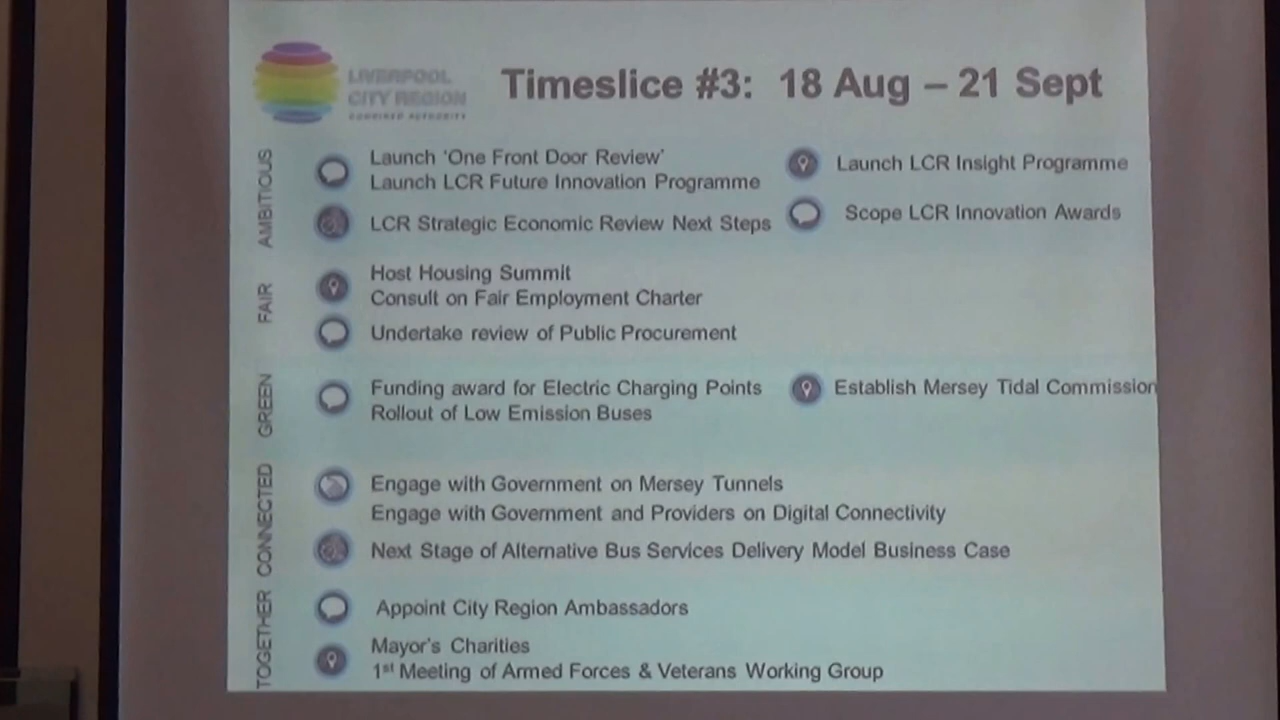 LIVERPOOL
CITY REGION
COMBINED AUTHORITY
Timeslice #3: 18 Aug – 21 Sept
AMBITIOUS
Launch 'One Front Door Review'
Launch LCR Future Innovation Programme
LCR Strategic Economic Review Next Steps
Launch LCR Insight Programme
Scope LCR Innovation Awards
FAIR
Host Housing Summit
Consult on Fair Employment Charter
Undertake review of Public Procurement
GREEN
Funding award for Electric Charging Points
Rollout of Low Emission Buses
Establish Mersey Tidal Commission
CONNECTED
Engage with Government on Mersey Tunnels
Engage with Government and Providers on Digital Connectivity
Next Stage of Alternative Bus Services Delivery Model Business Case
TOGETHER
Appoint City Region Ambassadors
Mayor's Charities
1st Meeting of Armed Forces & Veterans Working Group